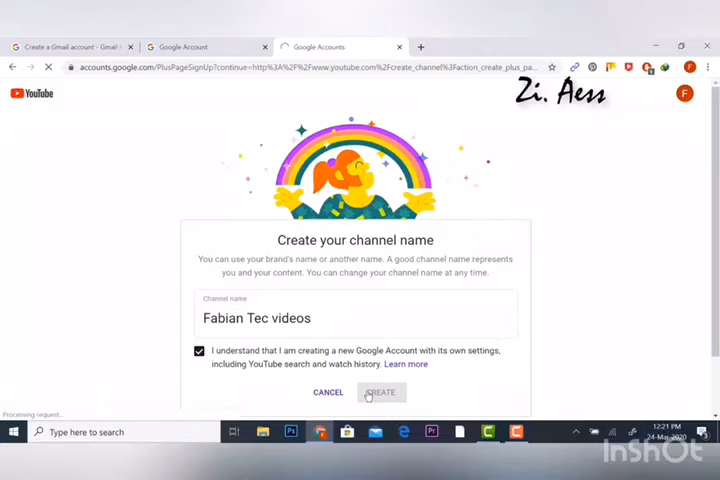 Create a Gmail account - Gmail
Google Account
Google Accounts
accounts.google.com/PlusPageSignUp?continue=http%3A%2F%2Fwww.youtube.com%2Fcreate_channel%3Faction_create_plus_pa...
YouTube
Zi. Aess
F
F
Create your channel name
You can use your brand's name or another name. A good channel name represents
you and your content. You can change your channel name at any time.
Channel name
Fabian Tec videos
I understand that I am creating a new Google Account with its own settings,
including YouTube search and watch history. Learn more
CANCEL
CREATE
Processing request...
Type here to search
Ps
Pr
12:21 PM
24-Mar-2020
InShOt